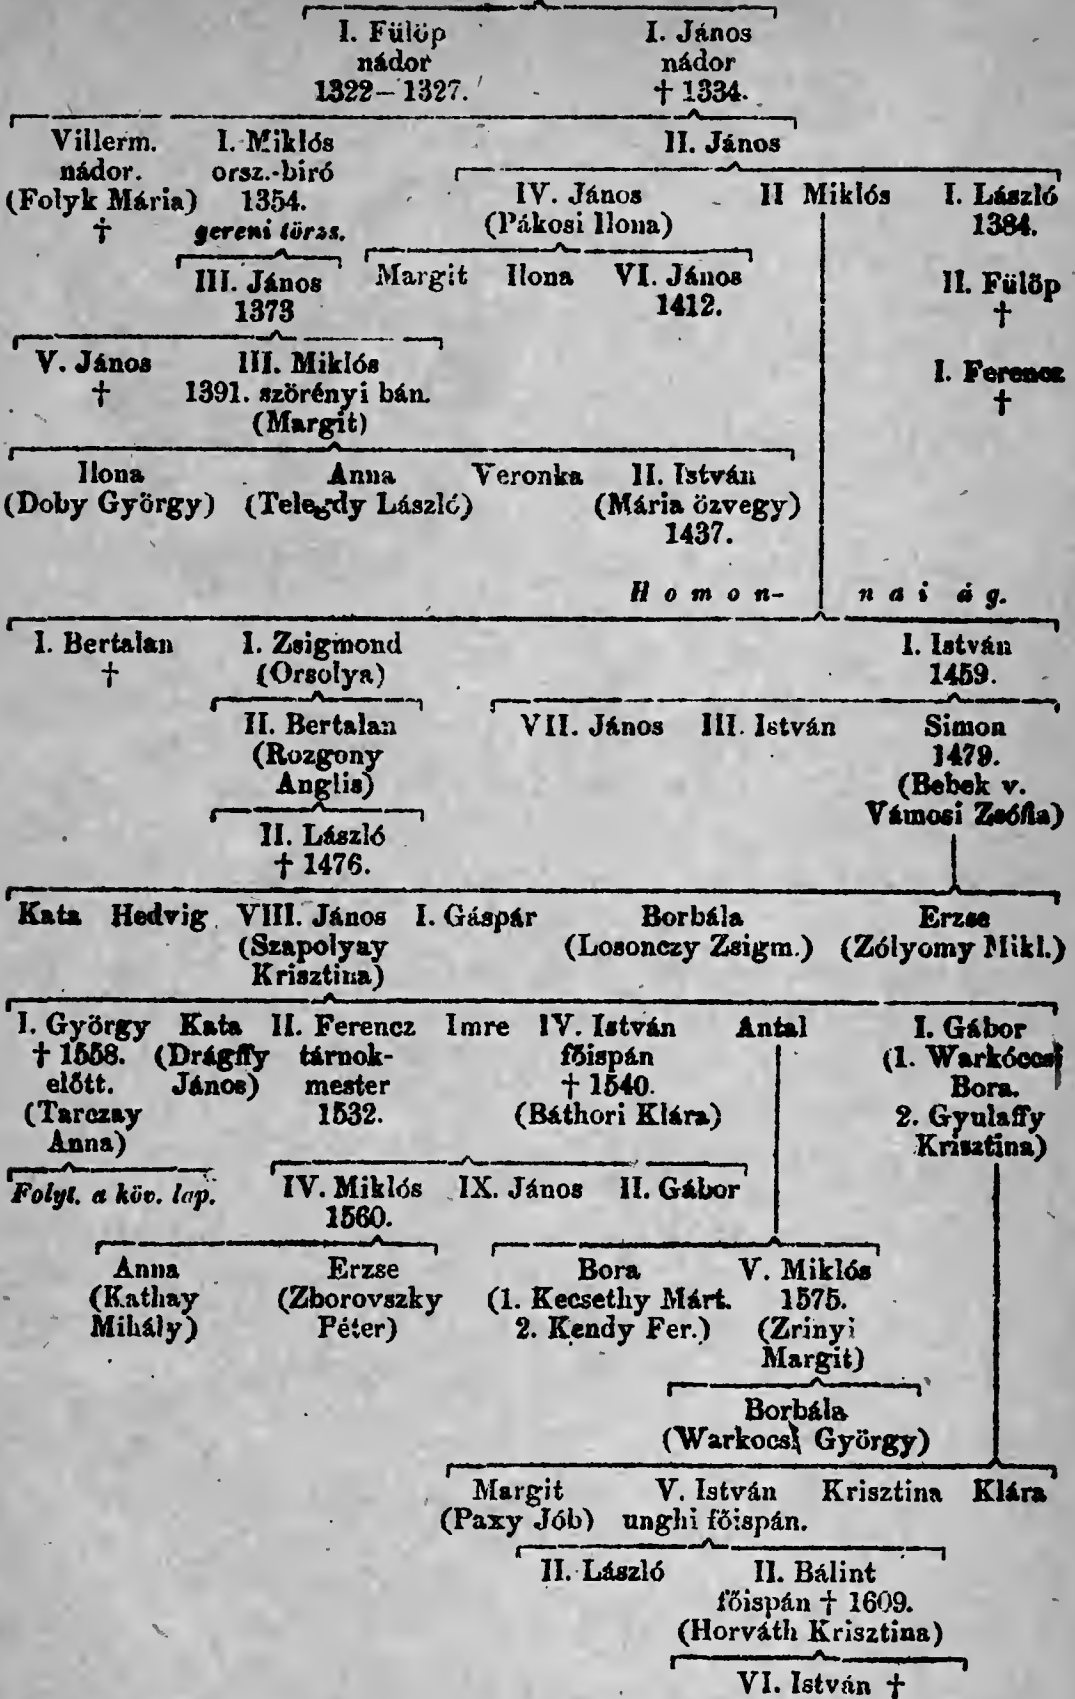 I. Fülöp I. János
nádor nádor
1322–1327. † 1334.
Villerm. I. Miklós II. János
nádor. orsz.-biró
(Folyk Mária) 1354. IV. János II Miklós I. László
† gereni törzs. (Pákosi Ilona) 1384.
III. János Margit Ilona VI. János II. Fülöp
1373 1412. †
V. János III. Miklós I. Ferencz
† 1391. szörényi bán. †
(Margit)
Ilona Anna Veronka II. István
(Doby György) (Telegdy László) (Mária özvegy)
1437.
Homon- nai ág.
I. Bertalan I. Zsigmond I. István
† (Orsolya) 1459.
II. Bertalan VII. János III. István Simon
(Rozgony 1479.
Anglis) (Bebek v.
Vámosi Zsófia)
II. László
† 1476.
Kata Hedvig VIII. János I. Gáspár Borbála Erzse
(Szapolyay (Losonczy Zsigm.) (Zólyomy Mikl.)
Krisztina)
I. György Kata II. Ferencz Imre IV. István Antal I. Gábor
† 1558. (Drágffy tárnok- főispán (1. Warkóccsi
előtt. János) mester † 1540. Bora.
(Tarczay 1532. (Báthori Klára) 2. Gyulaffy
Anna) Krisztina)
Folyt. a köv. lap. IV. Miklós IX. János II. Gábor
1560.
Anna Erzse Bora V. Miklós
(Kathay (Zborovszky (1. Kecsethy Márt. 1575.
Mihály) Péter) 2. Kendy Fer.) (Zrinyi
Margit)
Borbála
(Warkocsi György)
Margit V. István Krisztina Klára
(Paxy Jób) unghi főispán.
II. László II. Bálint
főispán † 1609.
(Horváth Krisztina)
VI. István †